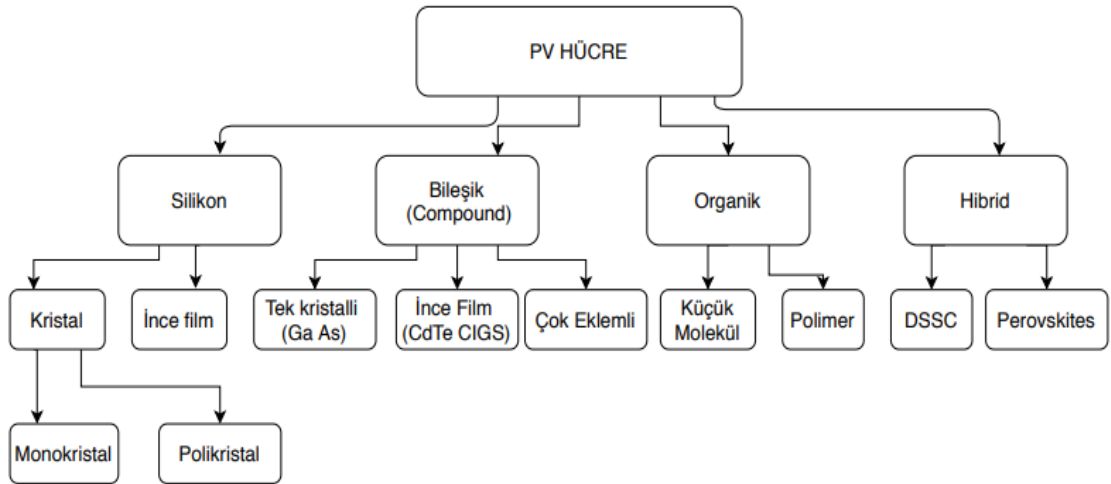 PV HÜCRE
Silikon
Bileşik
(Compound)
Organik
Hibrid
Kristal
İnce film
Tek kristalli
(Ga As)
İnce Film
(CdTe CIGS)
Çok Eklemli
Küçük
Molekül
Polimer
DSSC
Perovskites
Monokristal
Polikristal